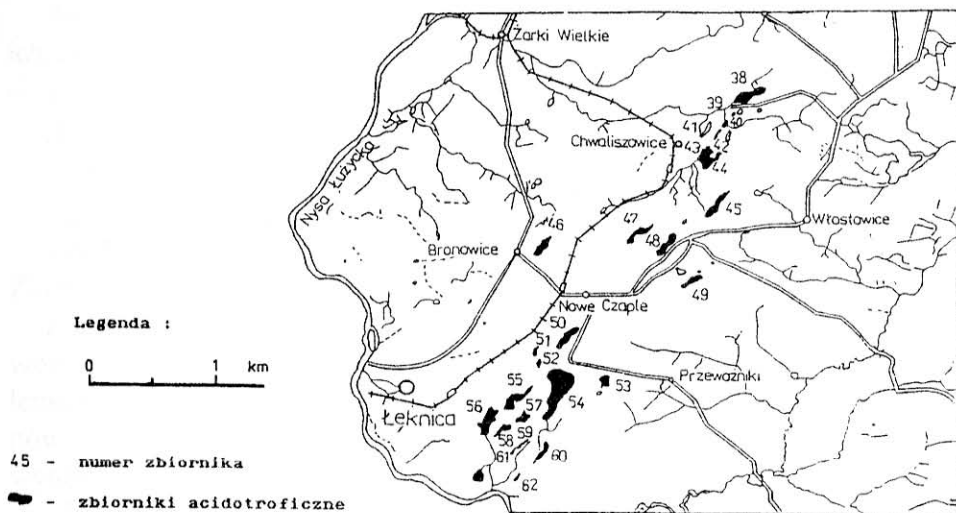 Żarki Wielkie
38
39
40
41
42
Chwaliszowice
43
44
Nysa Łużycka
45
46
47
48
Włostowice
Bronowice
49
Nowe Czaple
Legenda :
50
51
52
0 1 km
53
Przewoźniki
54
55
56
57
Łęknica
58
59
60
61
62
45 - numer zbiornika
- zbiorniki acidotroficzne